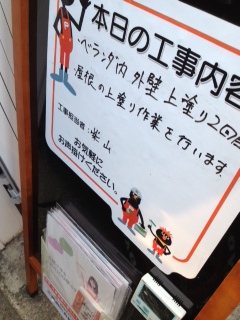 本日の工事内容
ベランダ内 外壁 上塗り2回
屋根の上塗り作業を行います
工事担当者:米山
お気軽に
お声掛けください。